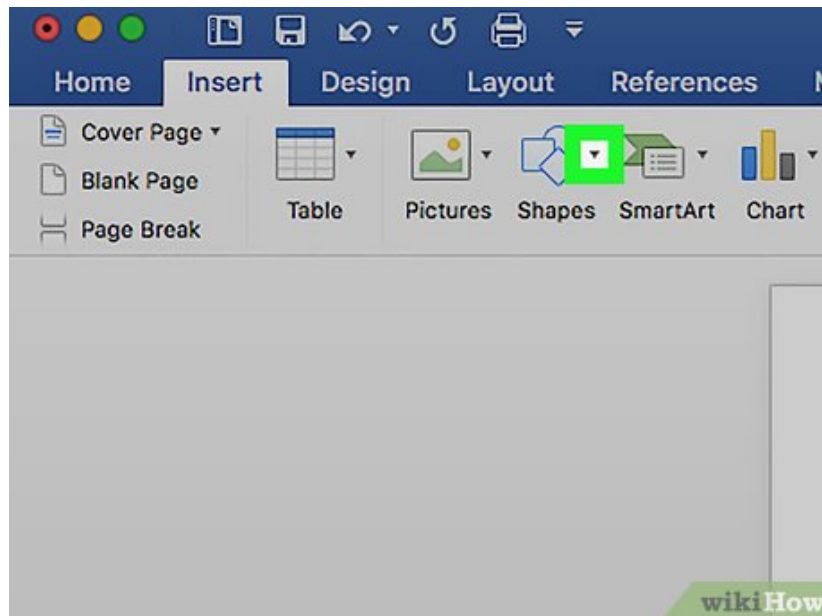 Home Insert Design Layout References
Cover Page
Blank Page
Page Break
Table Pictures Shapes SmartArt Chart
wikiHow